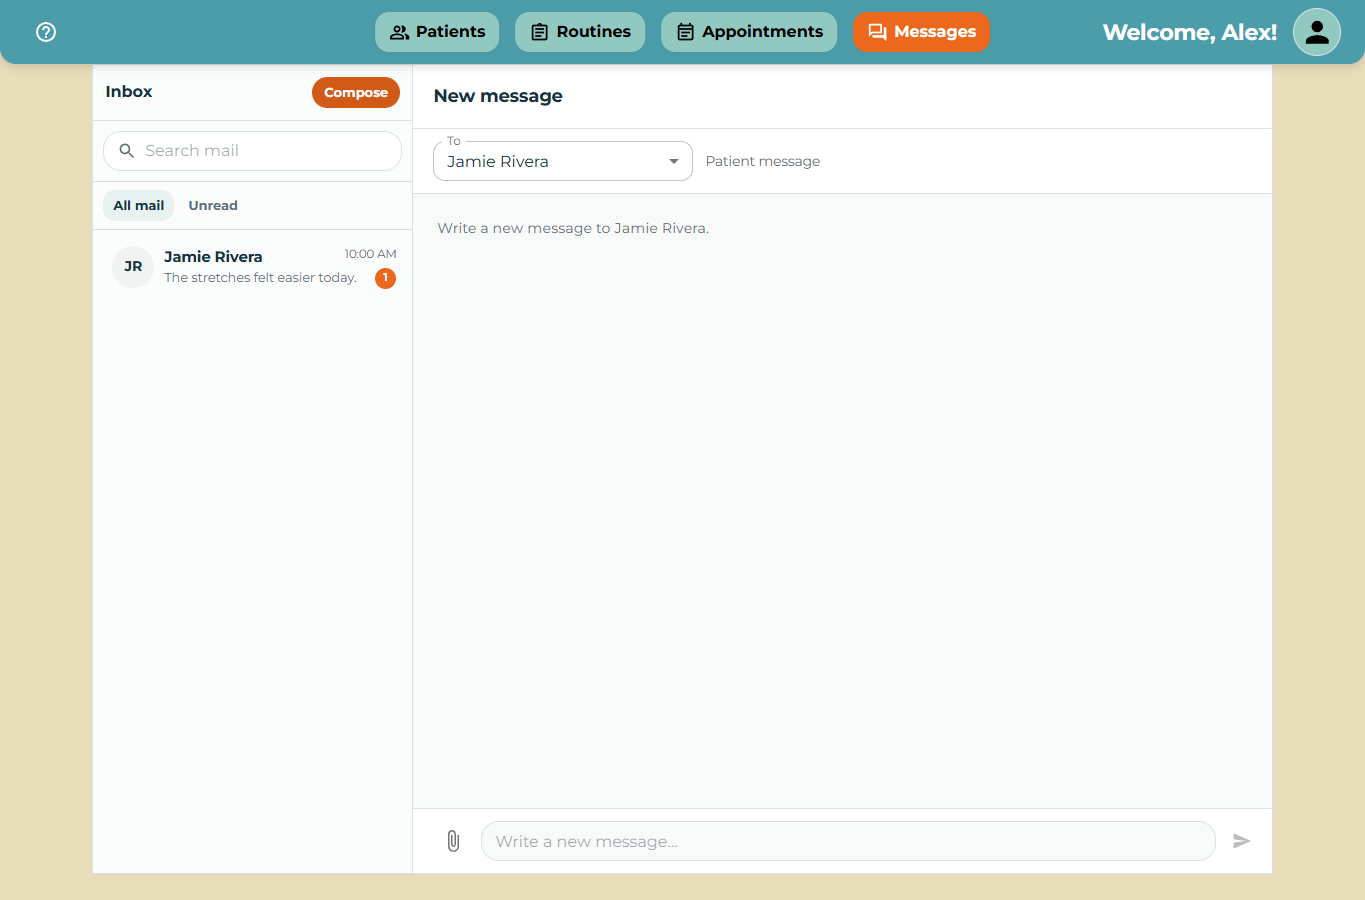 Patients
Routines
Appointments
Messages
Welcome, Alex!
Inbox
Compose
Search mail
All mail
Unread
JR
Jamie Rivera
10:00 AM
The stretches felt easier today.
1
New message
To
Jamie Rivera
Patient message
Write a new message to Jamie Rivera.
Write a new message...